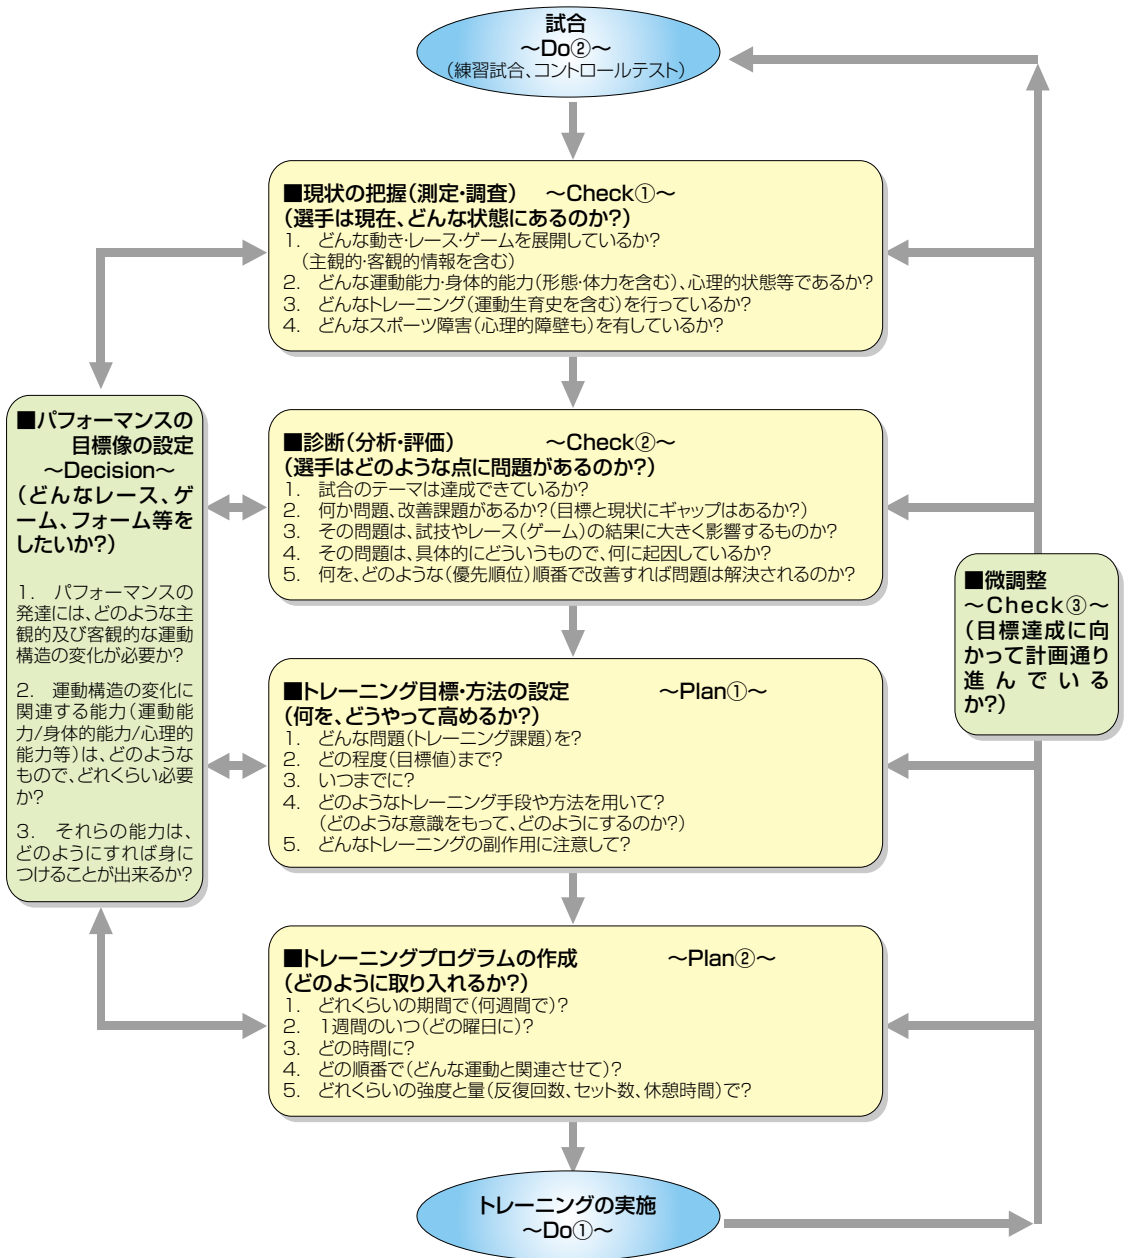 試合
～Do②～
(練習試合、コントロールテスト)
■現状の把握(測定・調査)　～Check①～
(選手は現在、どんな状態にあるのか?)
1.　どんな動き・レース・ゲームを展開しているか?
(主観的・客観的情報を含む)
2.　どんな運動能力・身体的能力(形態・体力を含む)、心理的状態等であるか?
3.　どんなトレーニング(運動生育史を含む)を行っているか?
4.　どんなスポーツ障害(心理的障壁も)を有しているか?
■パフォーマンスの
目標像の設定
～Decision～
(どんなレース、ゲ
ーム、フォーム等を
したいか?)
1.　パフォーマンスの
発達には、どのような主
観的及び客観的な運動
構造の変化が必要か?
2.　運動構造の変化に
関連する能力(運動能
力/身体的能力/心理的
能力等)は、どのような
もので、どれくらい必要
か?
3.　それらの能力は、
どのようにすれば身に
つけることが出来るか?
■診断(分析・評価)　～Check②～
(選手はどのような点に問題があるのか?)
1.　試合のテーマは達成できているか?
2.　何か問題、改善課題があるか?(目標と現状にギャップはあるか?)
3.　その問題は、試技やレース(ゲーム)の結果に大きく影響するものか?
4.　その問題は、具体的にどういうもので、何に起因しているか?
5.　何を、どのような(優先順位)順番で改善すれば問題は解決されるのか?
■微調整
～Check③～
(目標達成に向
かって計画通り
進んでいる
か?)
■トレーニング目標・方法の設定　～Plan①～
(何を、どうやって高めるか?)
1.　どんな問題(トレーニング課題)を?
2.　どの程度(目標値)まで?
3.　いつまでに?
4.　どのようなトレーニング手段や方法を用いて?
(どのような意識をもって、どのようにするのか?)
5.　どんなトレーニングの副作用に注意して?
■トレーニングプログラムの作成　～Plan②～
(どのように取り入れるか?)
1.　どれくらいの期間で(何週間で)?
2.　1週間のいつ(どの曜日に)?
3.　どの時間に?
4.　どの順番で(どんな運動と関連させて)?
5.　どれくらいの強度と量(反復回数、セット数、休憩時間)で?
トレーニングの実施
～Do①～